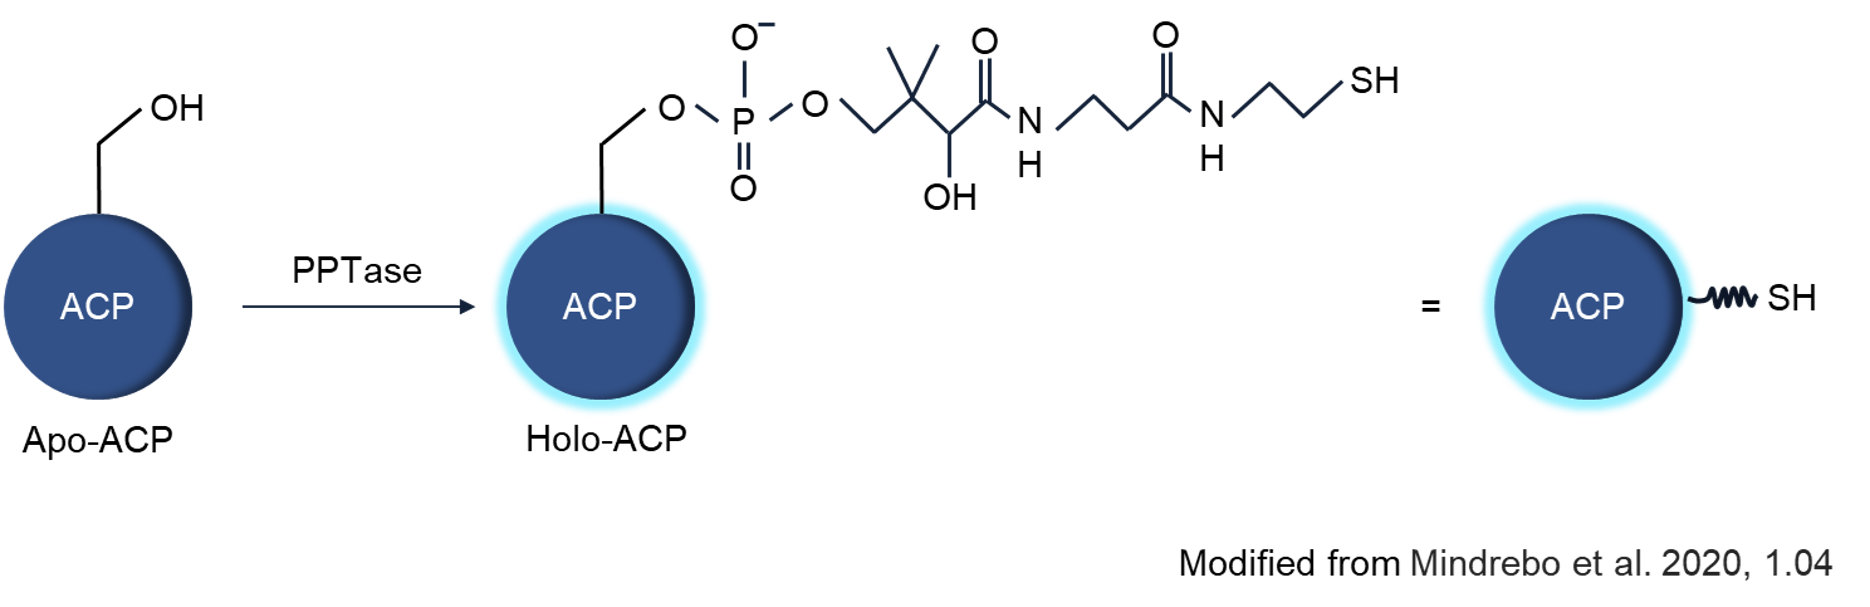 O−
O
O
SH
OH
O
P
O
N
N
H
H
O
OH
PPTase
ACP
ACP
=
ACP
SH
Apo-ACP
Holo-ACP
Modified from Mindrebo et al. 2020, 1.04